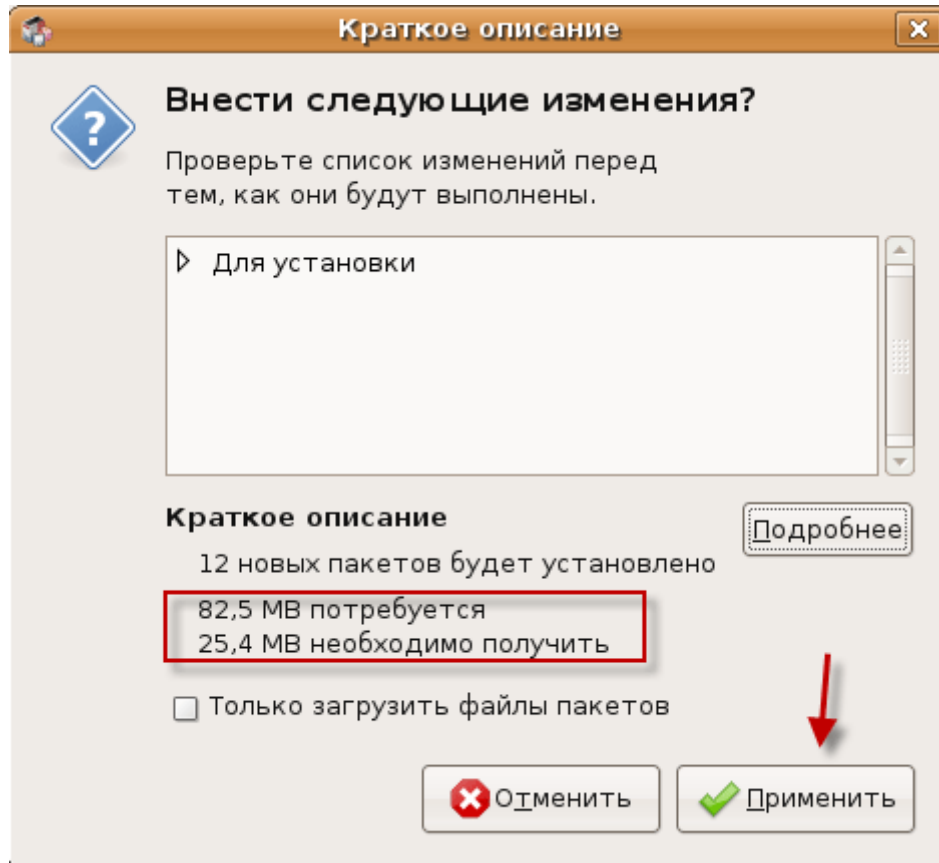 Краткое описание
Внести следующие изменения?
Проверьте список изменений перед
тем, как они будут выполнены.
Для установки
Краткое описание
Подробнее
12 новых пакетов будет установлено
82,5 MB потребуется
25,4 MB необходимо получить
Только загрузить файлы пакетов
Отменить
Применить